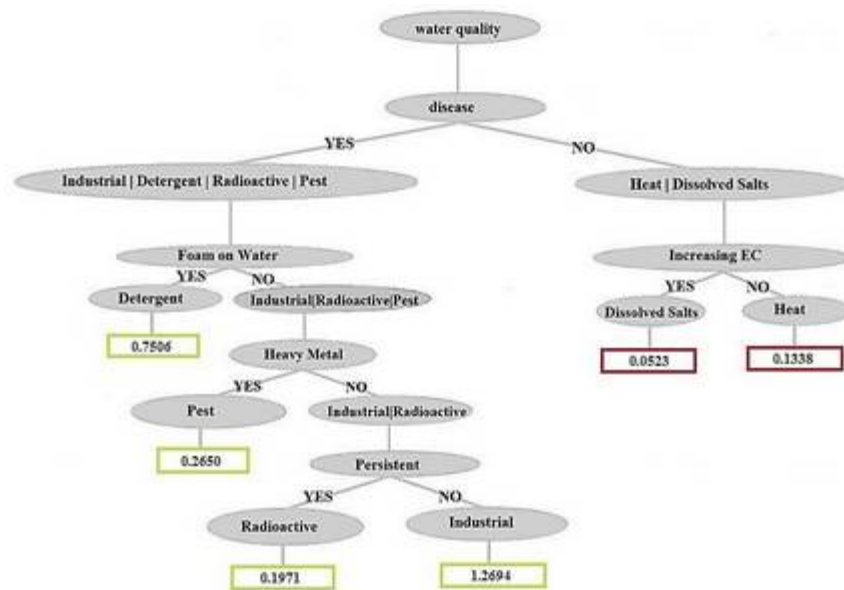 water quality
disease
YES
NO
Industrial | Detergent | Radioactive | Pest
Heat | Dissolved Salts
Foam on Water
Increasing EC
YES
NO
YES
NO
Detergent
Industrial|Radioactive|Pest
Dissolved Salts
Heat
0.7506
0.0523
0.1338
Heavy Metal
YES
NO
Pest
Industrial|Radioactive
0.2650
Persistent
YES
NO
Radioactive
Industrial
0.1971
1.2694